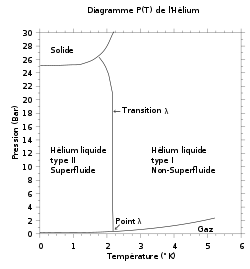 Diagramme P(T) de l'Hélium
30
28
26
24
22
20
18
16
14
12
10
8
6
4
2
0
Pression (Bar)
Solide
Transition λ
Hélium liquide
type II
Superfluide
Hélium liquide
type I
Non-Superfluide
Point λ
Gaz
0 1 2 3 4 5 6
Température (° K)